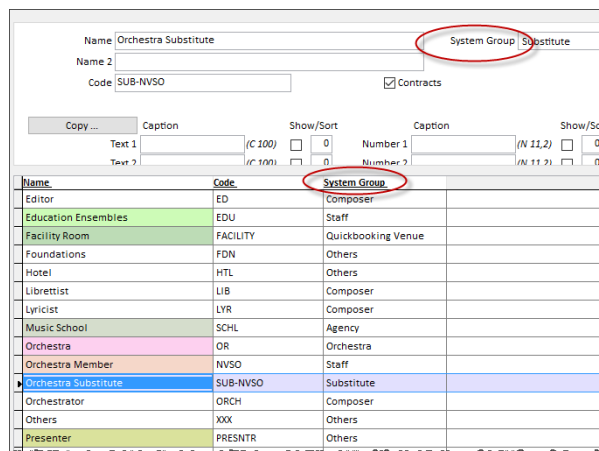 Name Orchestra Substitute System Group Substitute
Name 2
Code SUB-NVSO Contracts
Copy ... Caption Show/Sort Caption Show/So
Text 1 (C 100) 0 Number 1 (N 11,2) 0
Text 2 (C 100) 0 Number 2 (N 11,2) 0
Name Code System Group
Editor ED Composer
Education Ensembles EDU Staff
Facility Room FACILITY Quickbooking Venue
Foundations FDN Others
Hotel HTL Others
Librettist LIB Composer
Lyricist LYR Composer
Music School SCHL Agency
Orchestra OR Orchestra
Orchestra Member NVSO Staff
Orchestra Substitute SUB-NVSO Substitute
Orchestrator ORCH Composer
Others XXX Others
Presenter PRESNTR Others